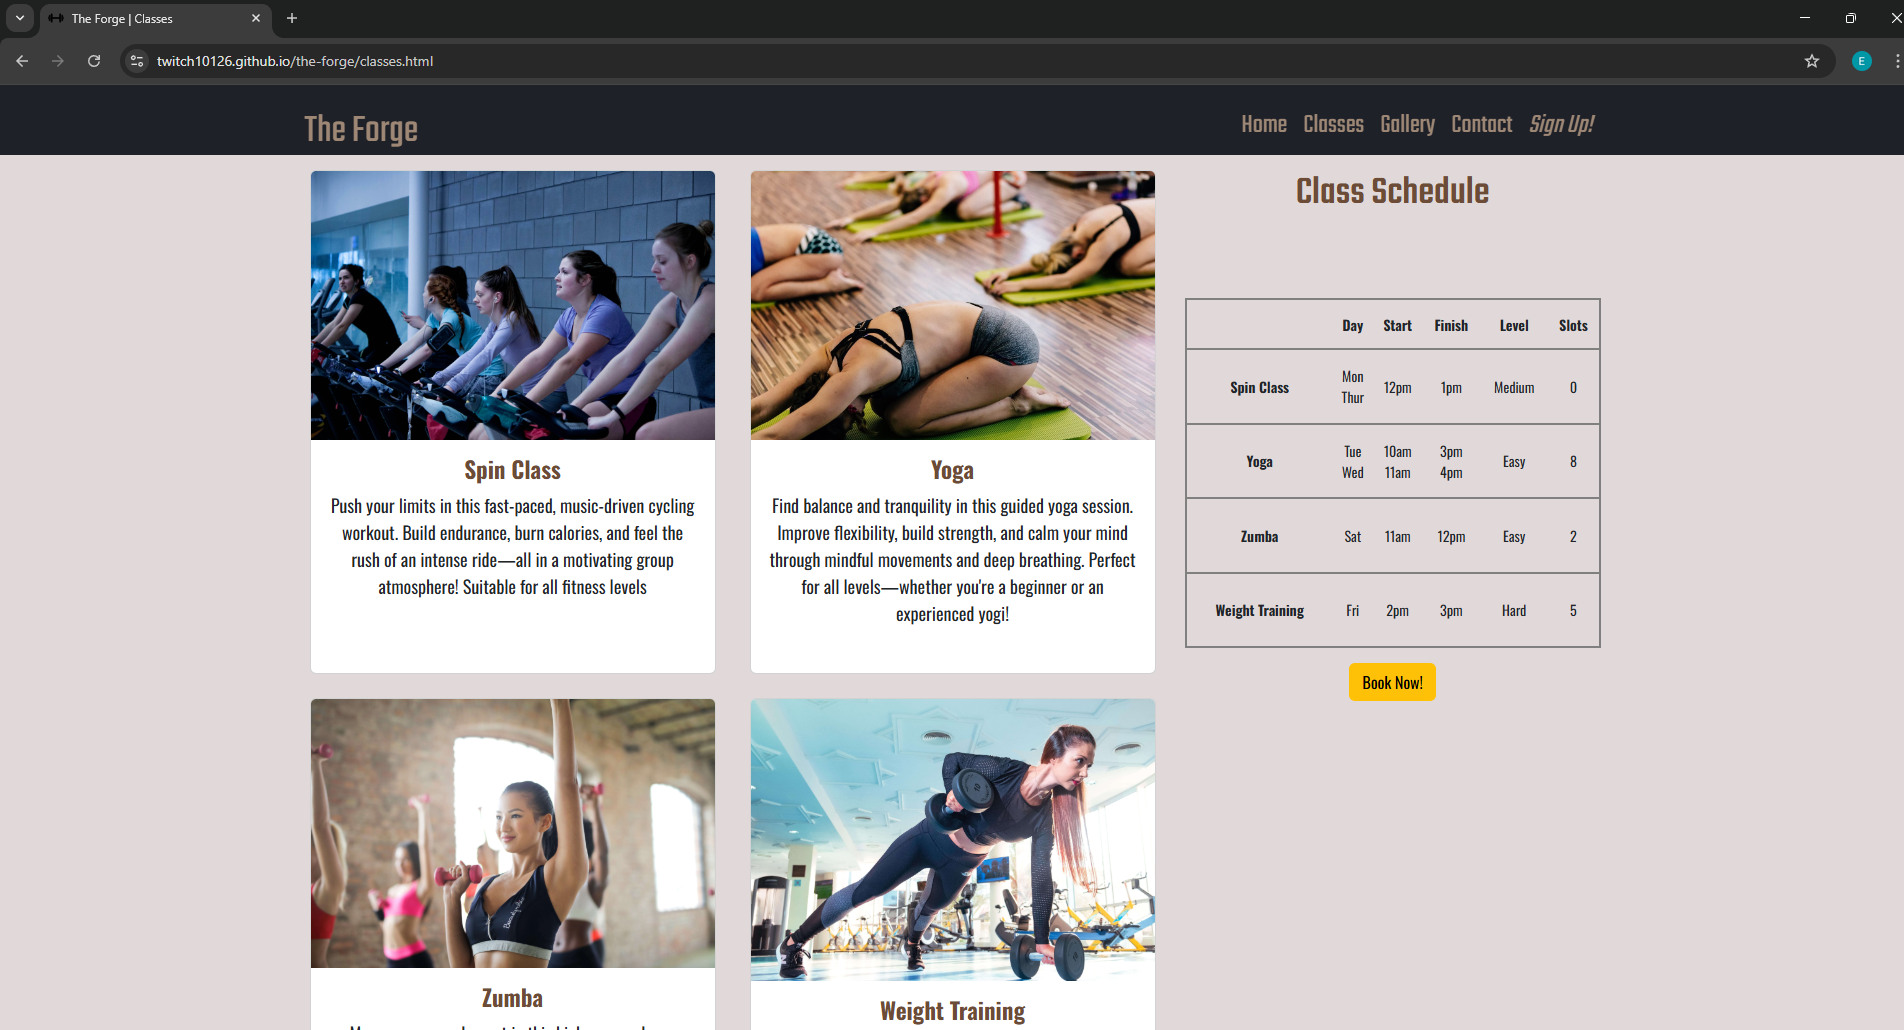 The Forge | Classes
twitch10126.github.io/the-forge/classes.html
E
The Forge
Home Classes Gallery Contact Sign Up!
Spin Class
Push your limits in this fast-paced, music-driven cycling
workout. Build endurance, burn calories, and feel the
rush of an intense ride—all in a motivating group
atmosphere! Suitable for all fitness levels
Yoga
Find balance and tranquility in this guided yoga session.
Improve flexibility, build strength, and calm your mind
through mindful movements and deep breathing. Perfect
for all levels—whether you're a beginner or an
experienced yogi!
Zumba
Weight Training
Class Schedule
Day Start Finish Level Slots
Spin Class Mon Thur 12pm 1pm Medium 0
Yoga Tue Wed 10am 11am 3pm 4pm Easy 8
Zumba Sat 11am 12pm Easy 2
Weight Training Fri 2pm 3pm Hard 5
Book Now!